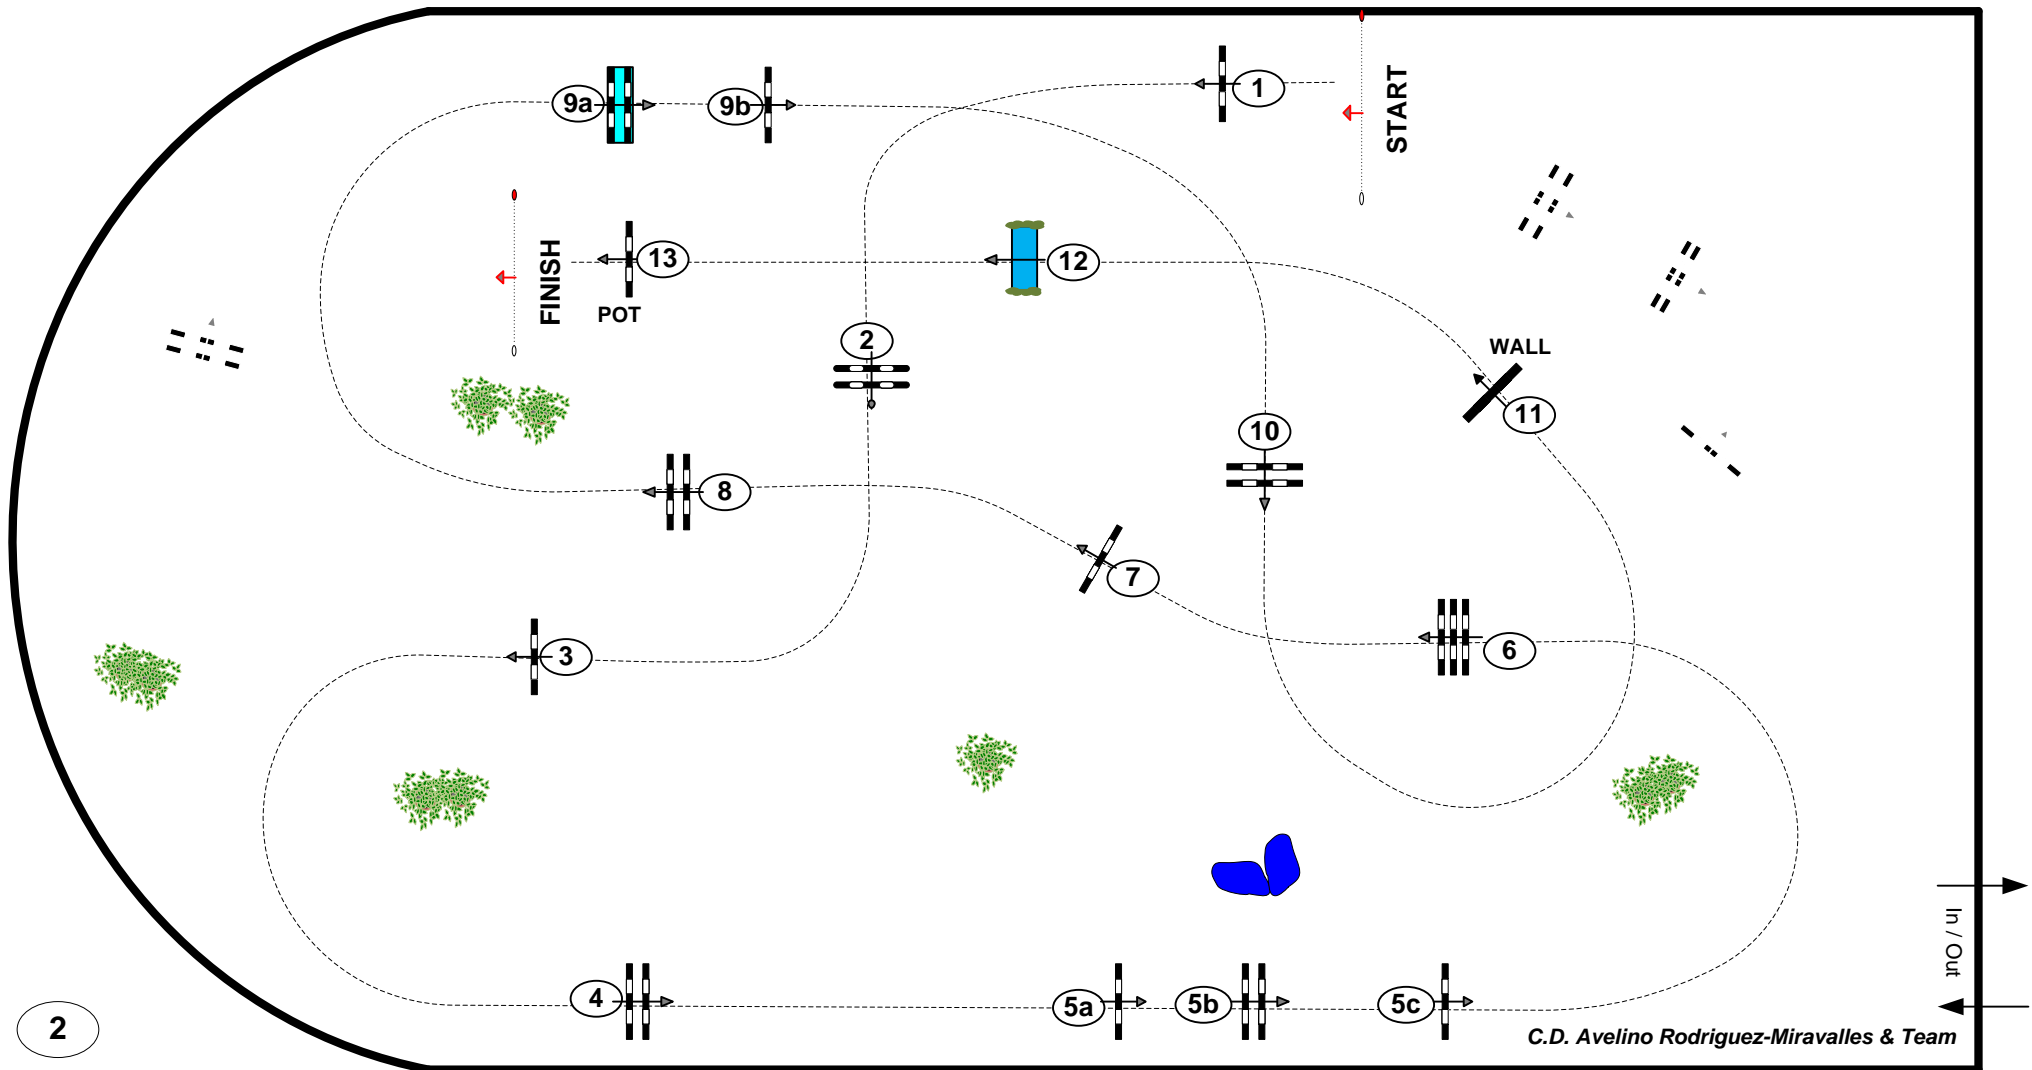 1
START
9a
9b
13
FINISH
POT
12
2
WALL
11
10
8
7
6
3
4
5a
5b
5c
In / Out
2
C.D. Avelino Rodriguez-Miravalles & Team